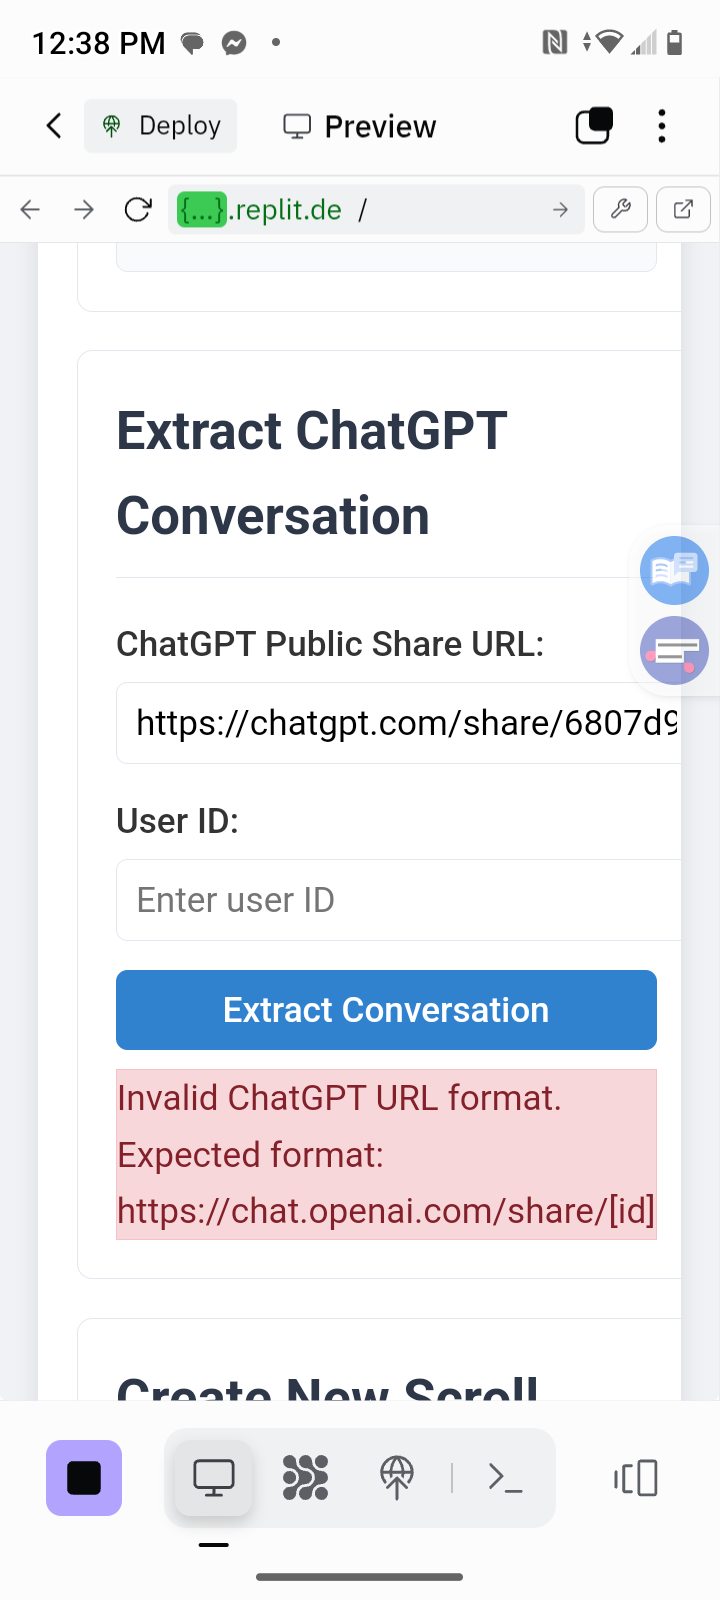 12:38 PM
Deploy
Preview
{...}.replit.de /
Extract ChatGPT
Conversation
ChatGPT Public Share URL:
https://chatgpt.com/share/6807d9
User ID:
Enter user ID
Extract Conversation
Invalid ChatGPT URL format.
Expected format:
https://chat.openai.com/share/[id]
Create New Scroll